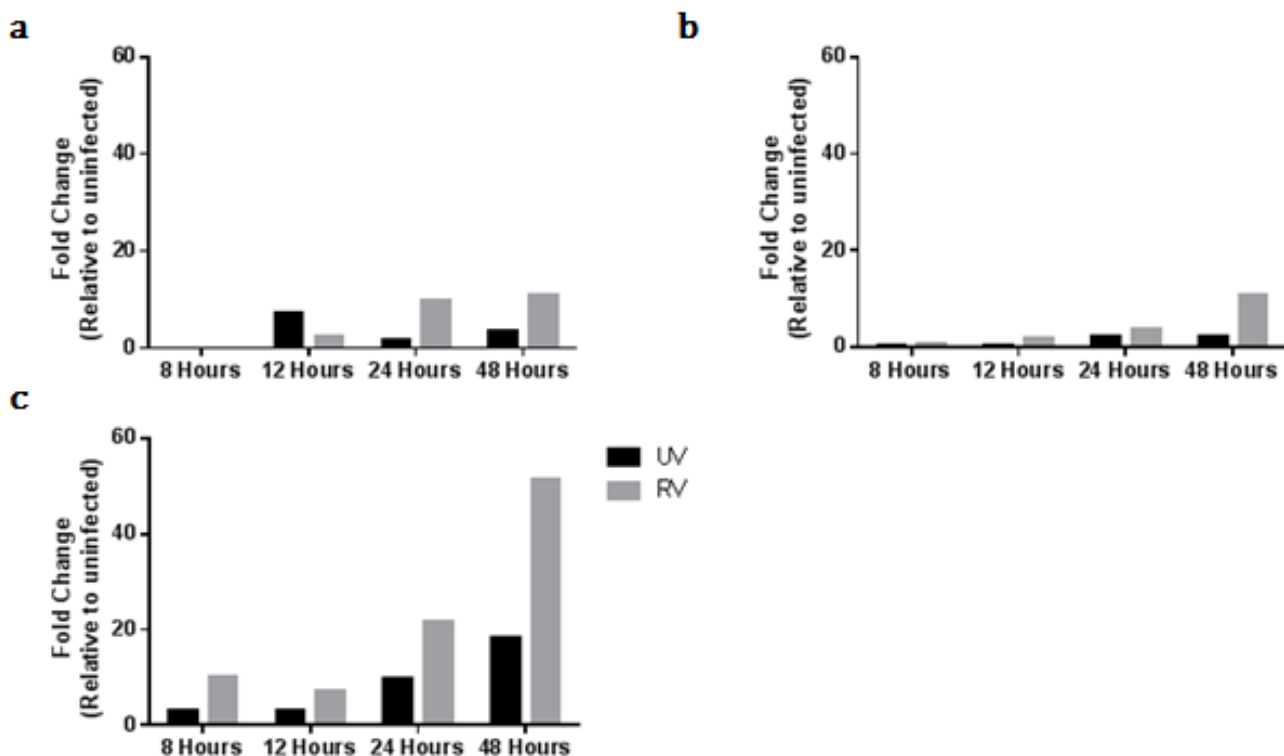 a
60
40
20
0
Fold Change
(Relative to uninfected)
8 Hours 12 Hours 24 Hours 48 Hours
b
60
40
20
0
Fold Change
(Relative to uninfected)
8 Hours 12 Hours 24 Hours 48 Hours
c
60
40
20
0
Fold Change
(Relative to uninfected)
8 Hours 12 Hours 24 Hours 48 Hours
UV
RV